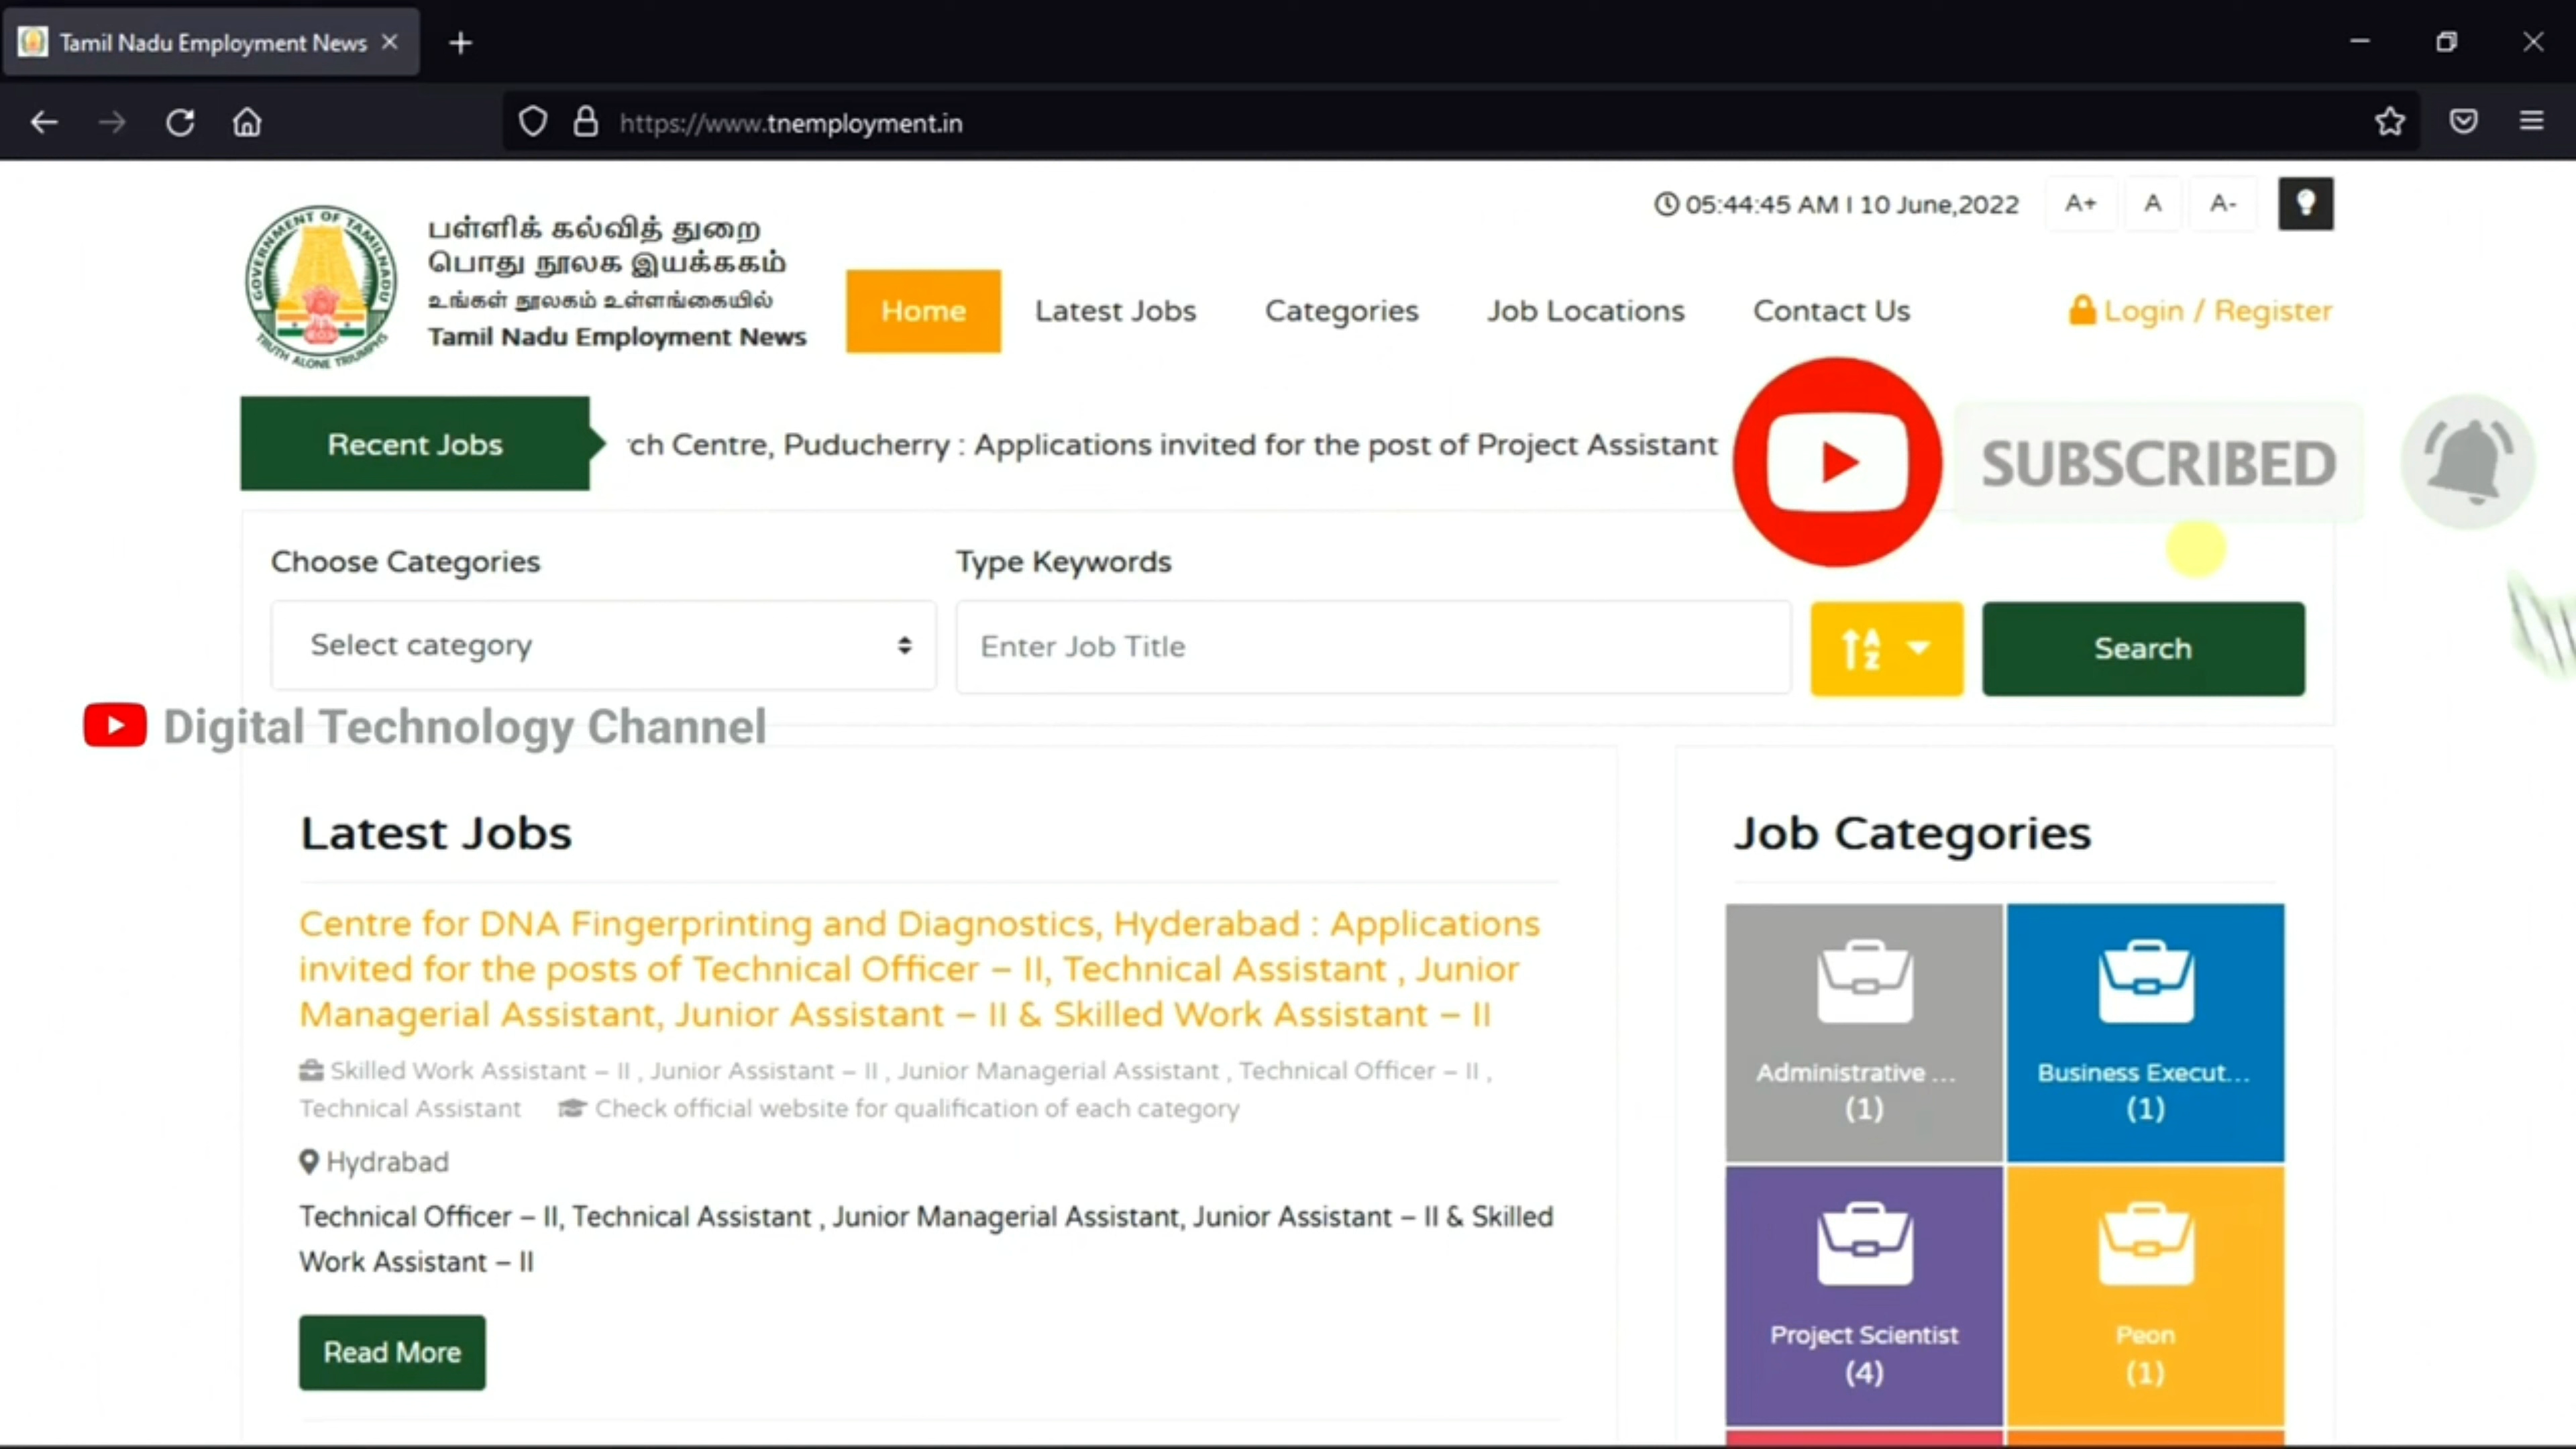 Tamil Nadu Employment News
https://www.tnemployment.in
05:44:45 AM I 10 June,2022
A+ A A-
GOVERNMENT OF TAMILNADU
TRUTH ALONE TRIUMPHS
பள்ளிக் கல்வித் துறை
பொது நூலக இயக்ககம்
உங்கள் நூலகம் உள்ளங்கையில்
Tamil Nadu Employment News
Home Latest Jobs Categories Job Locations Contact Us Login / Register
Recent Jobs
ch Centre, Puducherry : Applications invited for the post of Project Assistant
SUBSCRIBED
Choose Categories
Type Keywords
Select category
Enter Job Title
A
Z
Search
Digital Technology Channel
Latest Jobs
Centre for DNA Fingerprinting and Diagnostics, Hyderabad : Applications
invited for the posts of Technical Officer – II, Technical Assistant , Junior
Managerial Assistant, Junior Assistant – II & Skilled Work Assistant – II
Skilled Work Assistant – II , Junior Assistant – II , Junior Managerial Assistant , Technical Officer – II ,
Technical Assistant Check official website for qualification of each category
Hydrabad
Technical Officer – II, Technical Assistant , Junior Managerial Assistant, Junior Assistant – II & Skilled
Work Assistant – II
Read More
Job Categories
Administrative ...
(1)
Business Execut...
(1)
Project Scientist
(4)
Peon
(1)